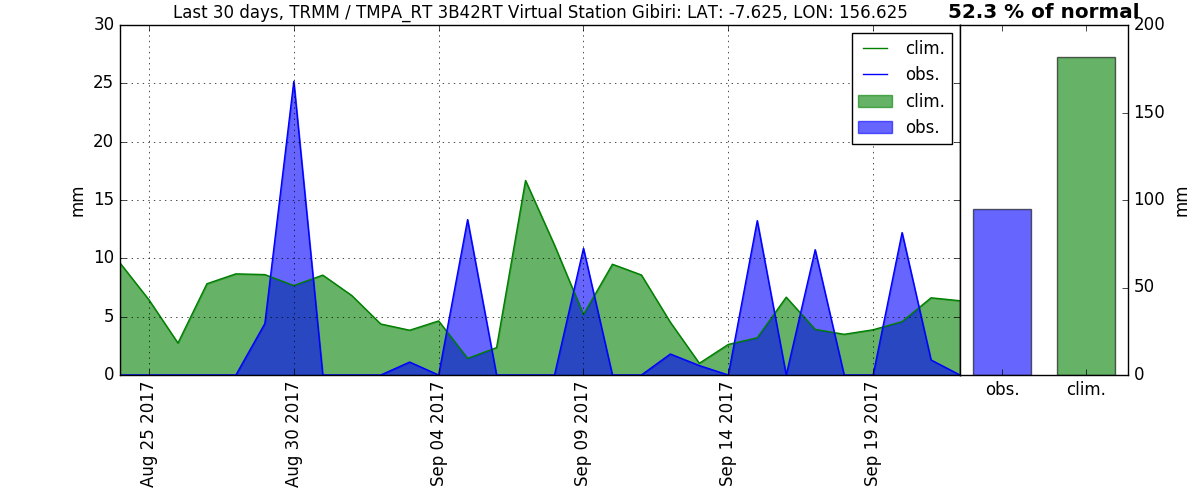 Last 30 days, TRMM / TMPA_RT 3B42RT Virtual Station Gibiri: LAT: -7.625, LON: 156.625
52.3 % of normal
30
25
20
15
10
5
0
mm
clim.
obs.
clim.
obs.
Aug 25 2017
Aug 30 2017
Sep 04 2017
Sep 09 2017
Sep 14 2017
Sep 19 2017
200
150
100
50
0
mm
obs.
clim.